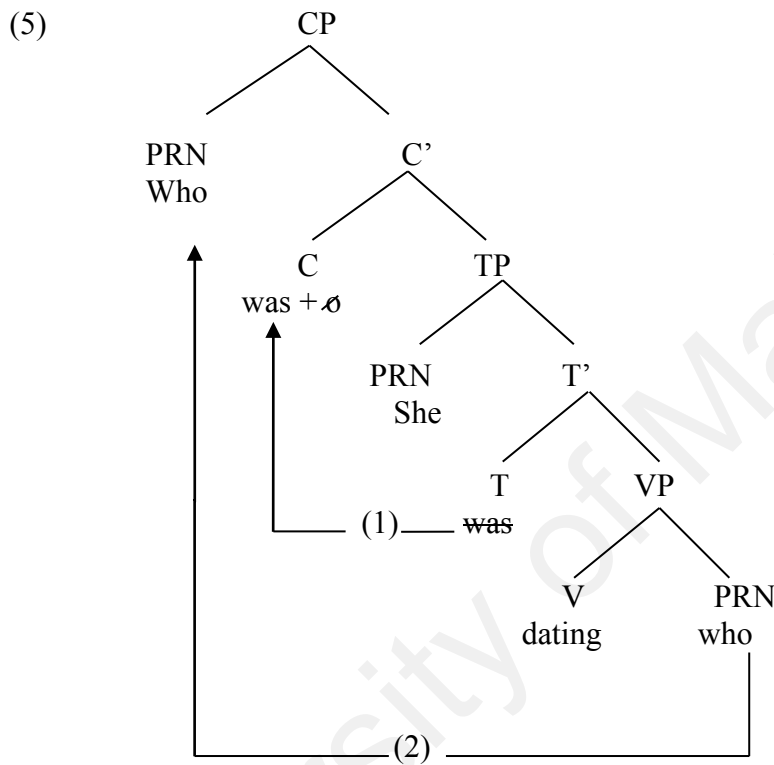 (5)
CP
PRN C’
Who
C TP
was + ø
PRN T’
She
T VP
(1) was
V PRN
dating who
(2)